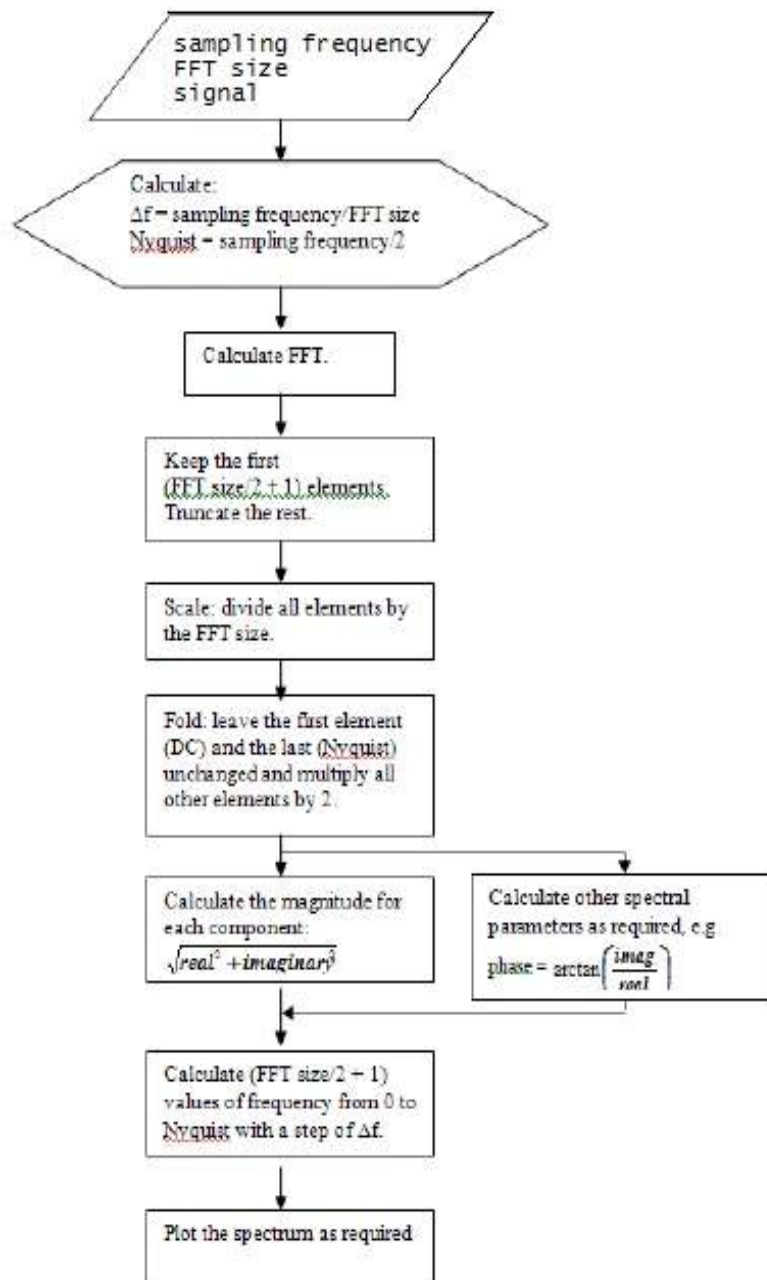 sampling frequency
FFT size
signal
Calculate:
Δf = sampling frequency/FFT size
Nyquist = sampling frequency/2
Calculate FFT.
Keep the first
(FFT size/2 + 1) elements.
Truncate the rest.
Scale: divide all elements by
the FFT size.
Fold: leave the first element
(DC) and the last (Nyquist)
unchanged and multiply all
other elements by 2.
Calculate the magnitude for
each component:
√(real² + imaginary²)
Calculate other spectral
parameters as required, e.g.
phase = arctan(imag/real)
Calculate (FFT size/2 + 1)
values of frequency from 0 to
Nyquist with a step of Δf.
Plot the spectrum as required